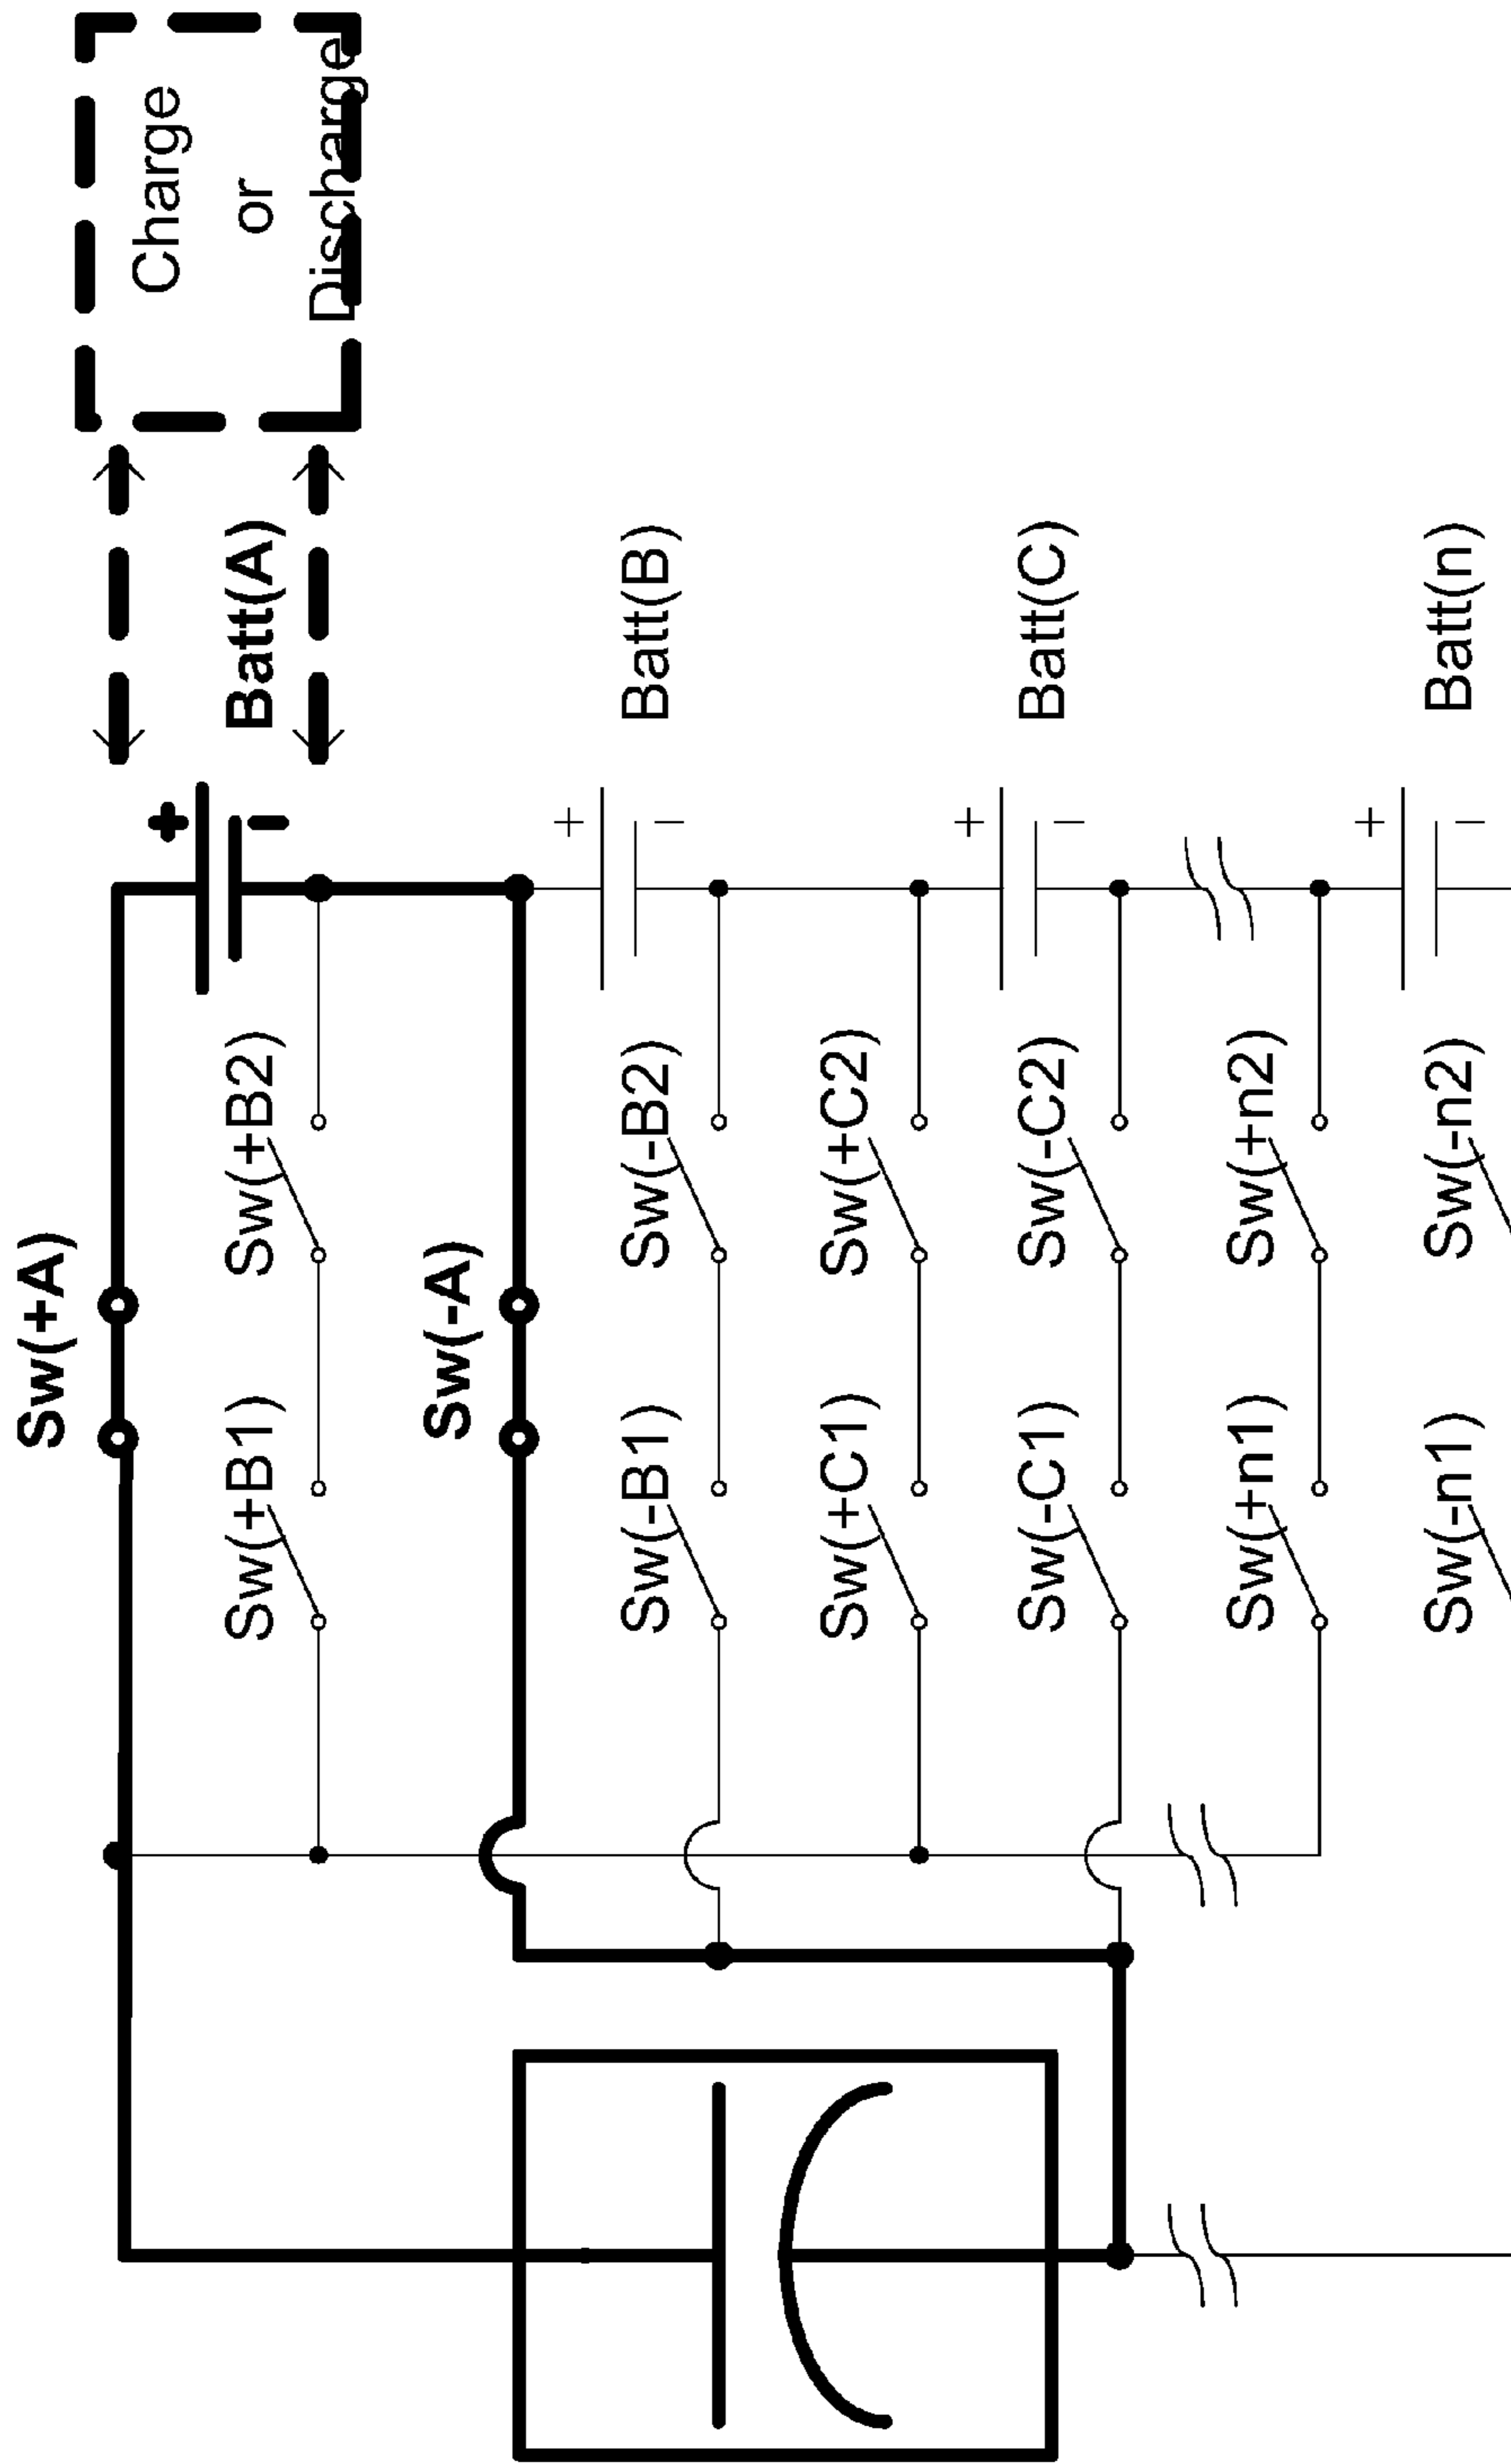 Charge
or
Discharge
Batt(A)
Batt(B)
Batt(C)
Batt(n)
+
+
+
+
Sw(+A)
Sw(+B2)
Sw(+B1)
Sw(-A)
Sw(-B2)
Sw(-B1)
Sw(+C2)
Sw(+C1)
Sw(-C2)
Sw(-C1)
Sw(+n2)
Sw(+n1)
Sw(-n2)
Sw(-n1)